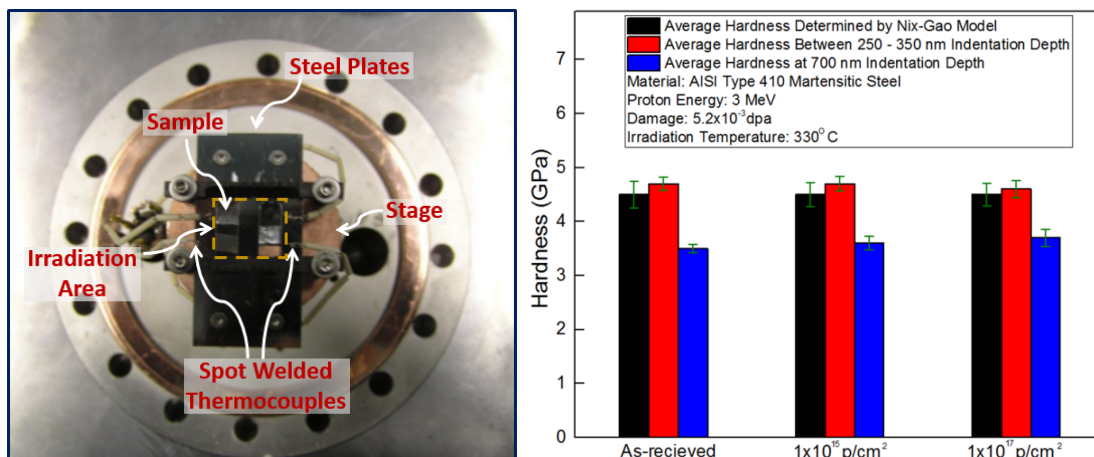 Steel Plates
Sample
Stage
Irradiation
Area
Spot Welded
Thermocouples
Average Hardness Determined by Nix-Gao Model
Average Hardness Between 250 - 350 nm Indentation Depth
Average Hardness at 700 nm Indentation Depth
Material: AISI Type 410 Martensitic Steel
Proton Energy: 3 MeV
Damage: 5.2x10⁻³dpa
Irradiation Temperature: 330⁰ C
Hardness (GPa)
7
6
5
4
3
2
1
0
As-recieved
1x10¹⁵ p/cm²
1x10¹⁷ p/cm²